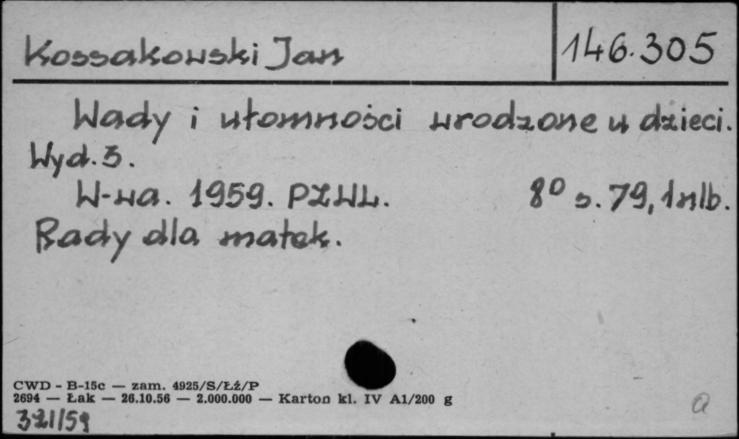 Kossakowski Jan
146.305
Wady i ułomności wrodzone u dzieci.
Wyd. 3.
W-wa. 1959. PZWL. 8⁰ s. 79, 1 nlb.
Rady dla matek.
CWD - B-15c — zam. 4925/S/Łź/P
2694 — Łak — 26.10.56 — 2.000.000 — Karton kl. IV A1/200 g
321/59
a